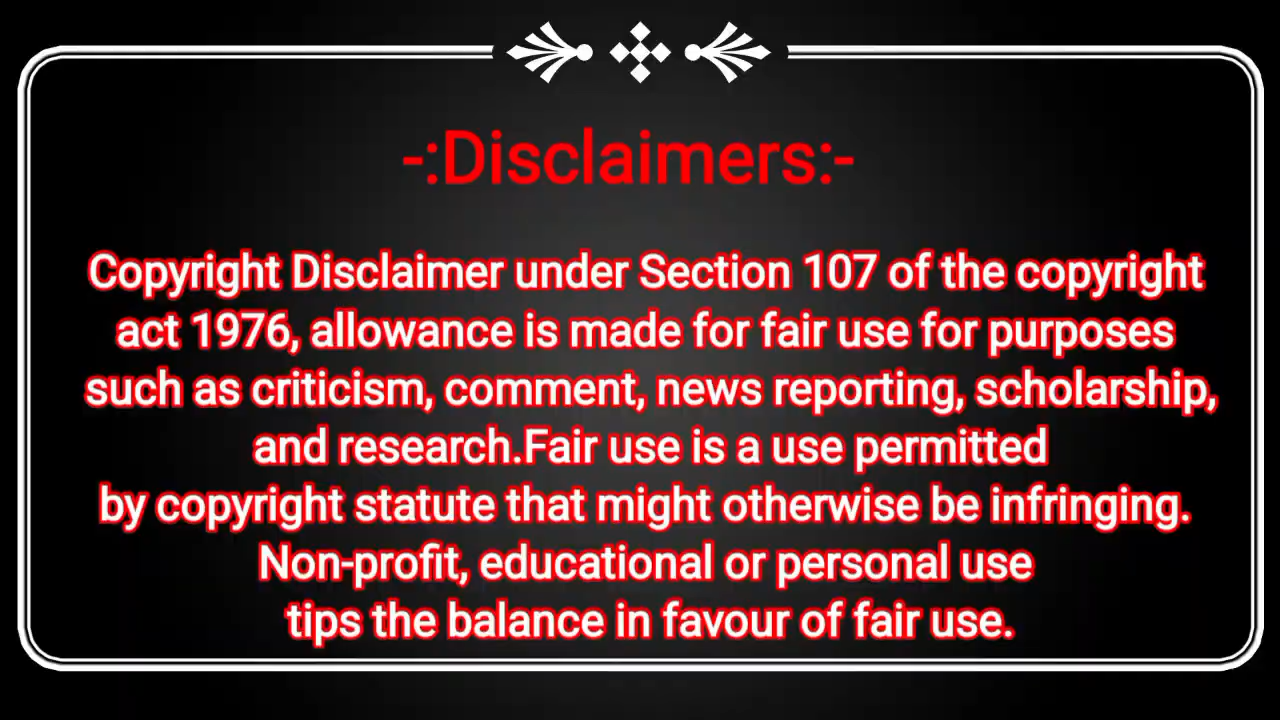 -:Disclaimers:-
Copyright Disclaimer under Section 107 of the copyright
act 1976, allowance is made for fair use for purposes
such as criticism, comment, news reporting, scholarship,
and research.Fair use is a use permitted
by copyright statute that might otherwise be infringing.
Non-profit, educational or personal use
tips the balance in favour of fair use.